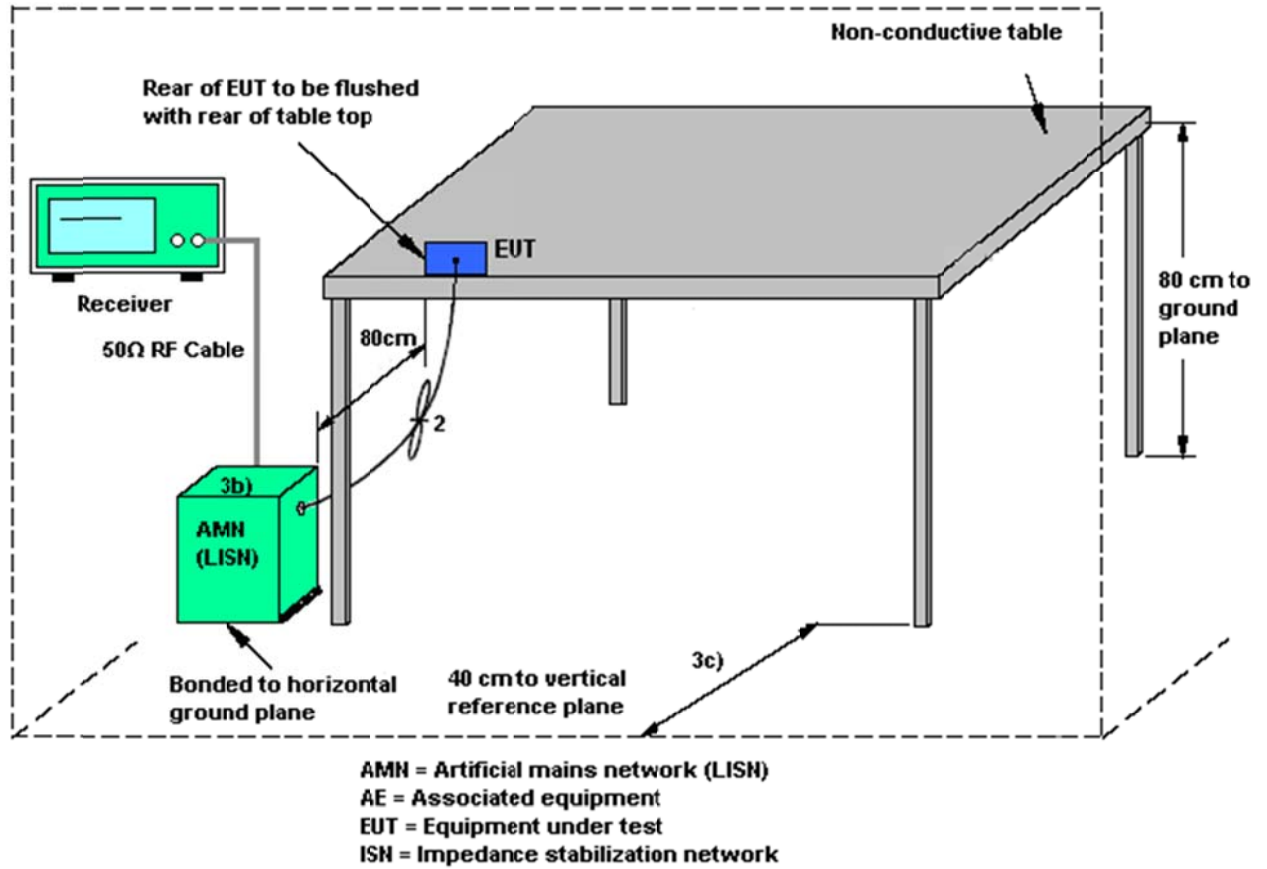 Non-conductive table
Rear of EUT to be flushed
with rear of table top
EUT
Receiver
80cm
80 cm to
ground
plane
50Ω RF Cable
2
3b)
AMN
(LISN)
3c)
Bonded to horizontal
ground plane
40 cm to vertical
reference plane
AMN = Artificial mains network (LISN)
AE = Associated equipment
EUT = Equipment under test
ISN = Impedance stabilization network